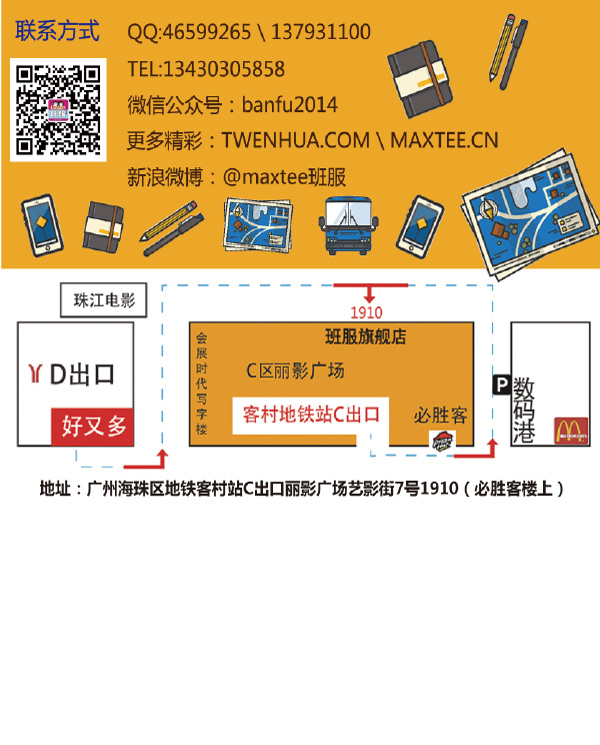 联系方式
QQ:46599265 \ 137931100
TEL:13430305858
微信公众号：banfu2014
更多精彩：TWENHUA.COM \ MAXTEE.CN
新浪微博：@maxtee班服
珠江电影
1910
班服旗舰店
会展时代写字楼
C区丽影广场
D出口
好又多
客村地铁站C出口
必胜客
P
数码港
地址：广州海珠区地铁客村站C出口丽影广场艺影街7号1910（必胜客楼上）